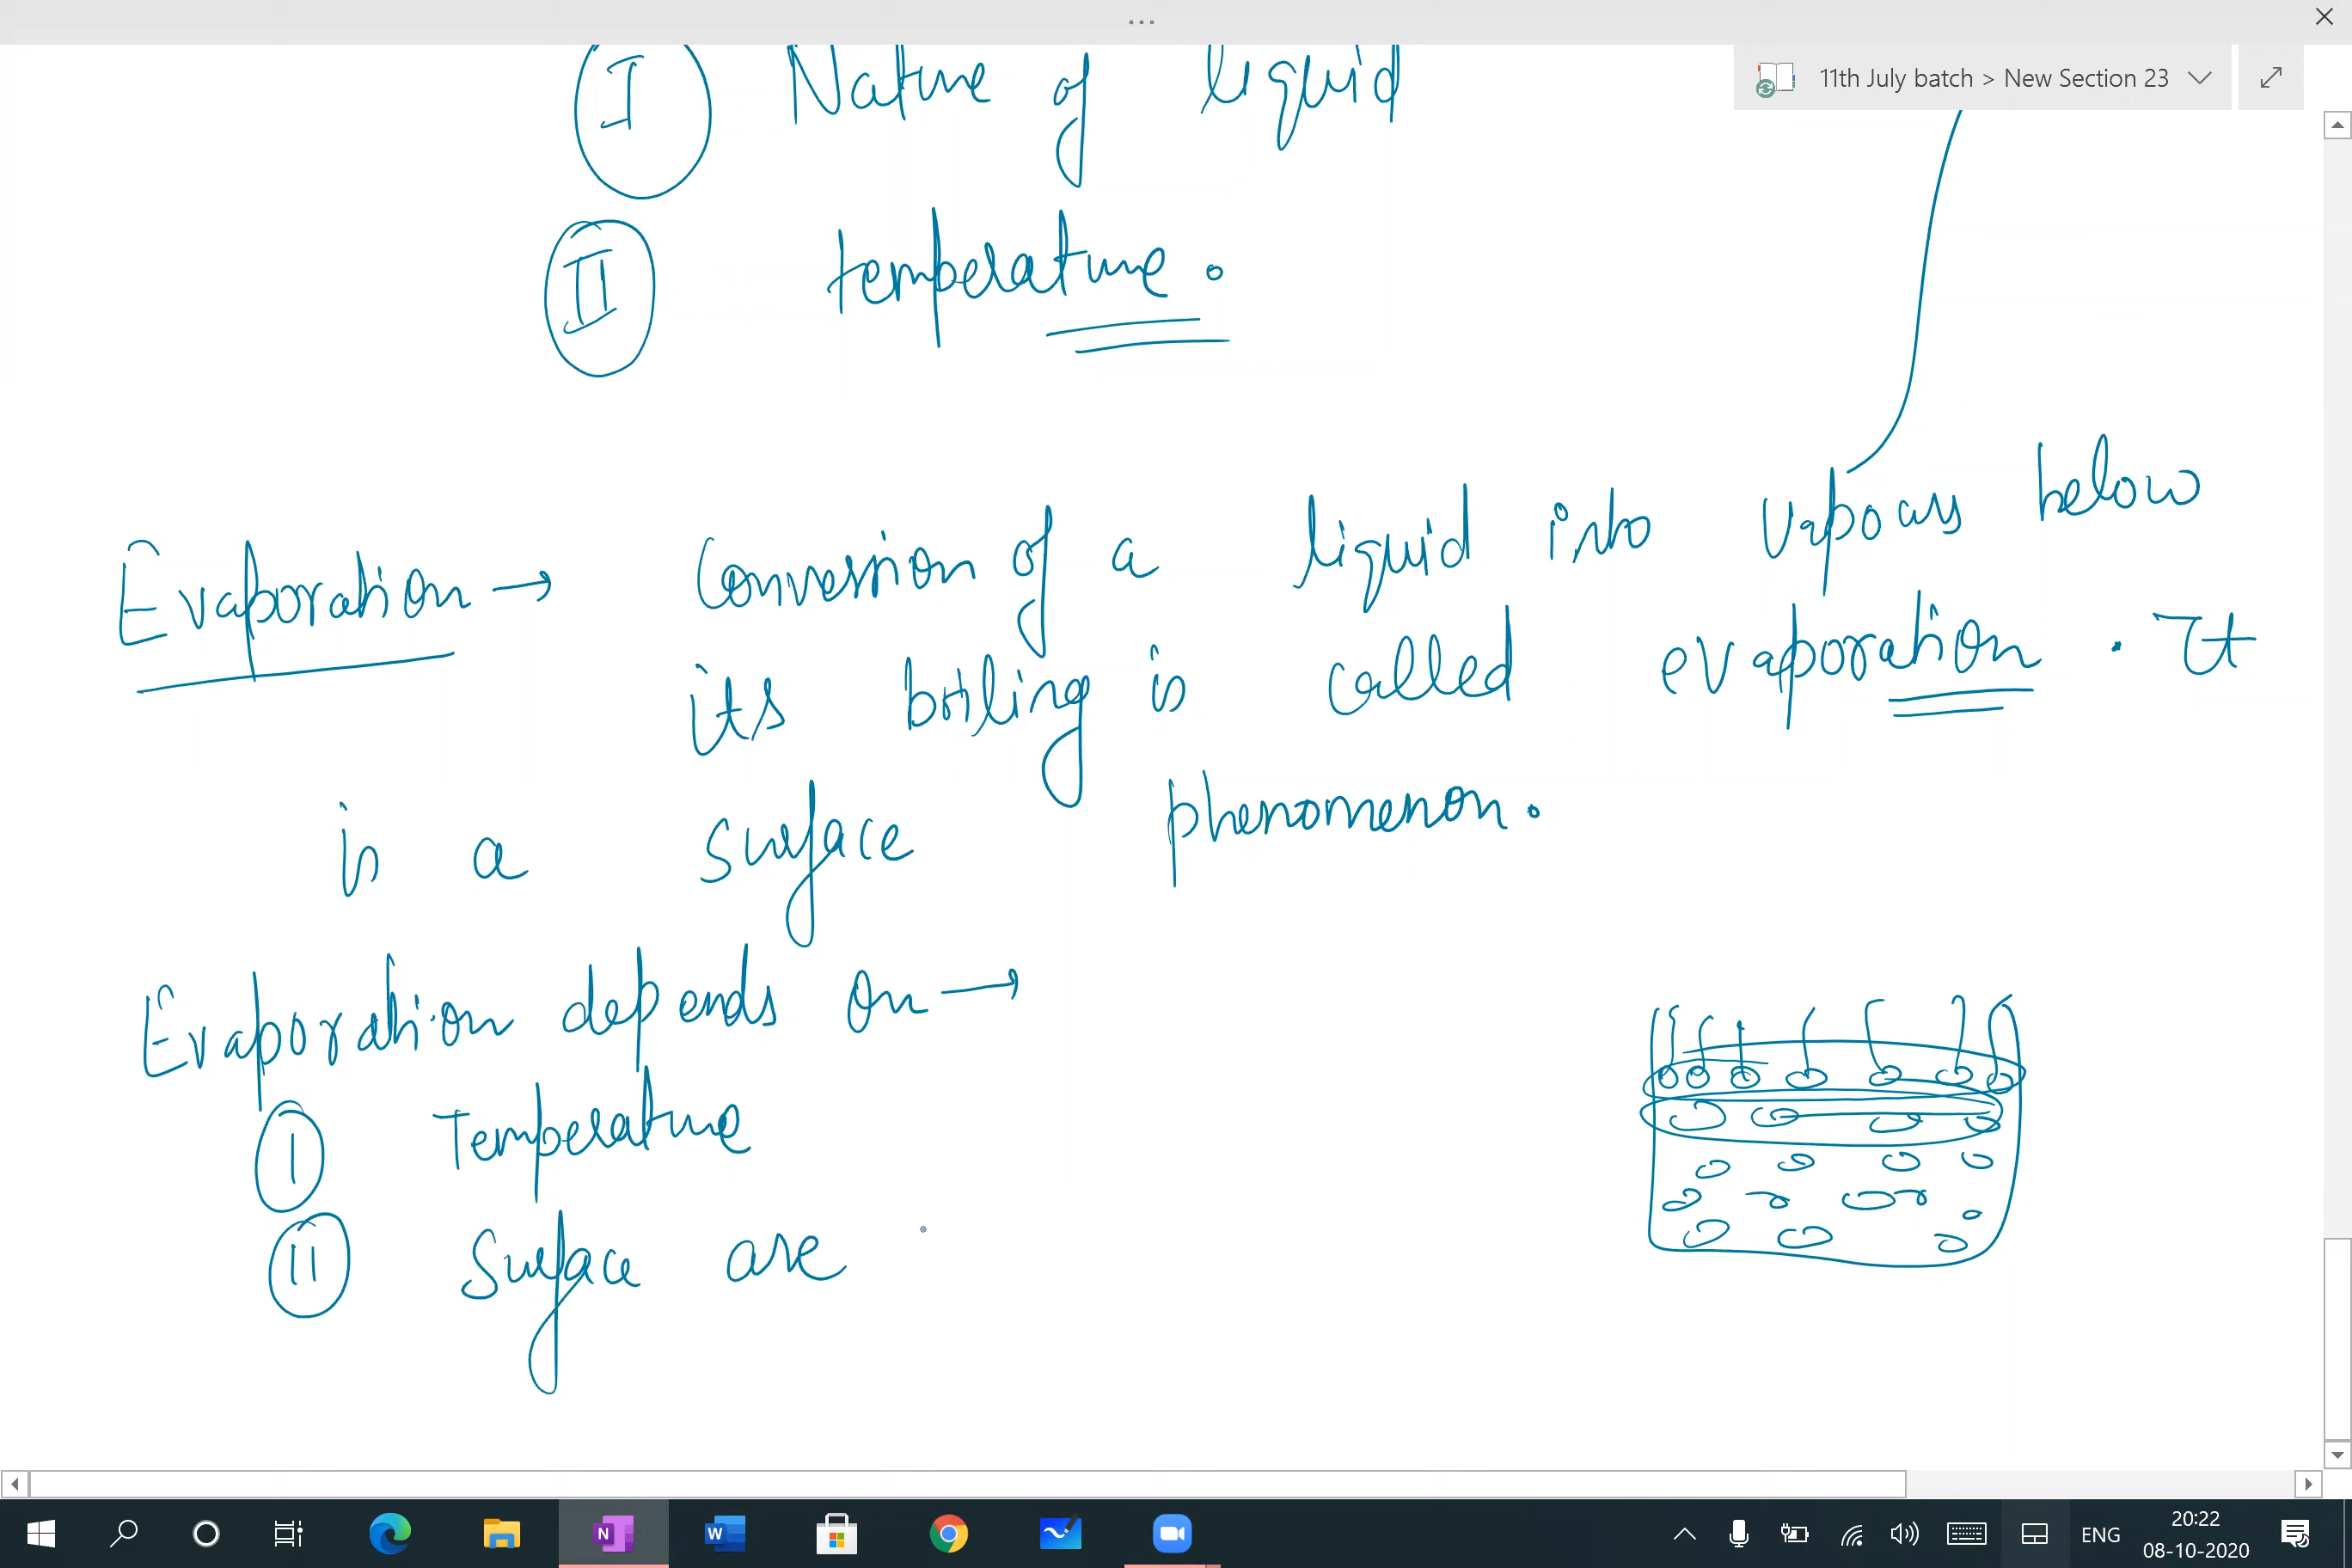 ...
11th July batch > New Section 23
I Nature of liquid
II temperature.
Evaporation → Conversion of a liquid into vapours below
its boiling is called evaporation. It
is a surface phenomenon.
Evaporation depends on →
I Temperature
II Surface are
ENG
20:22
08-10-2020